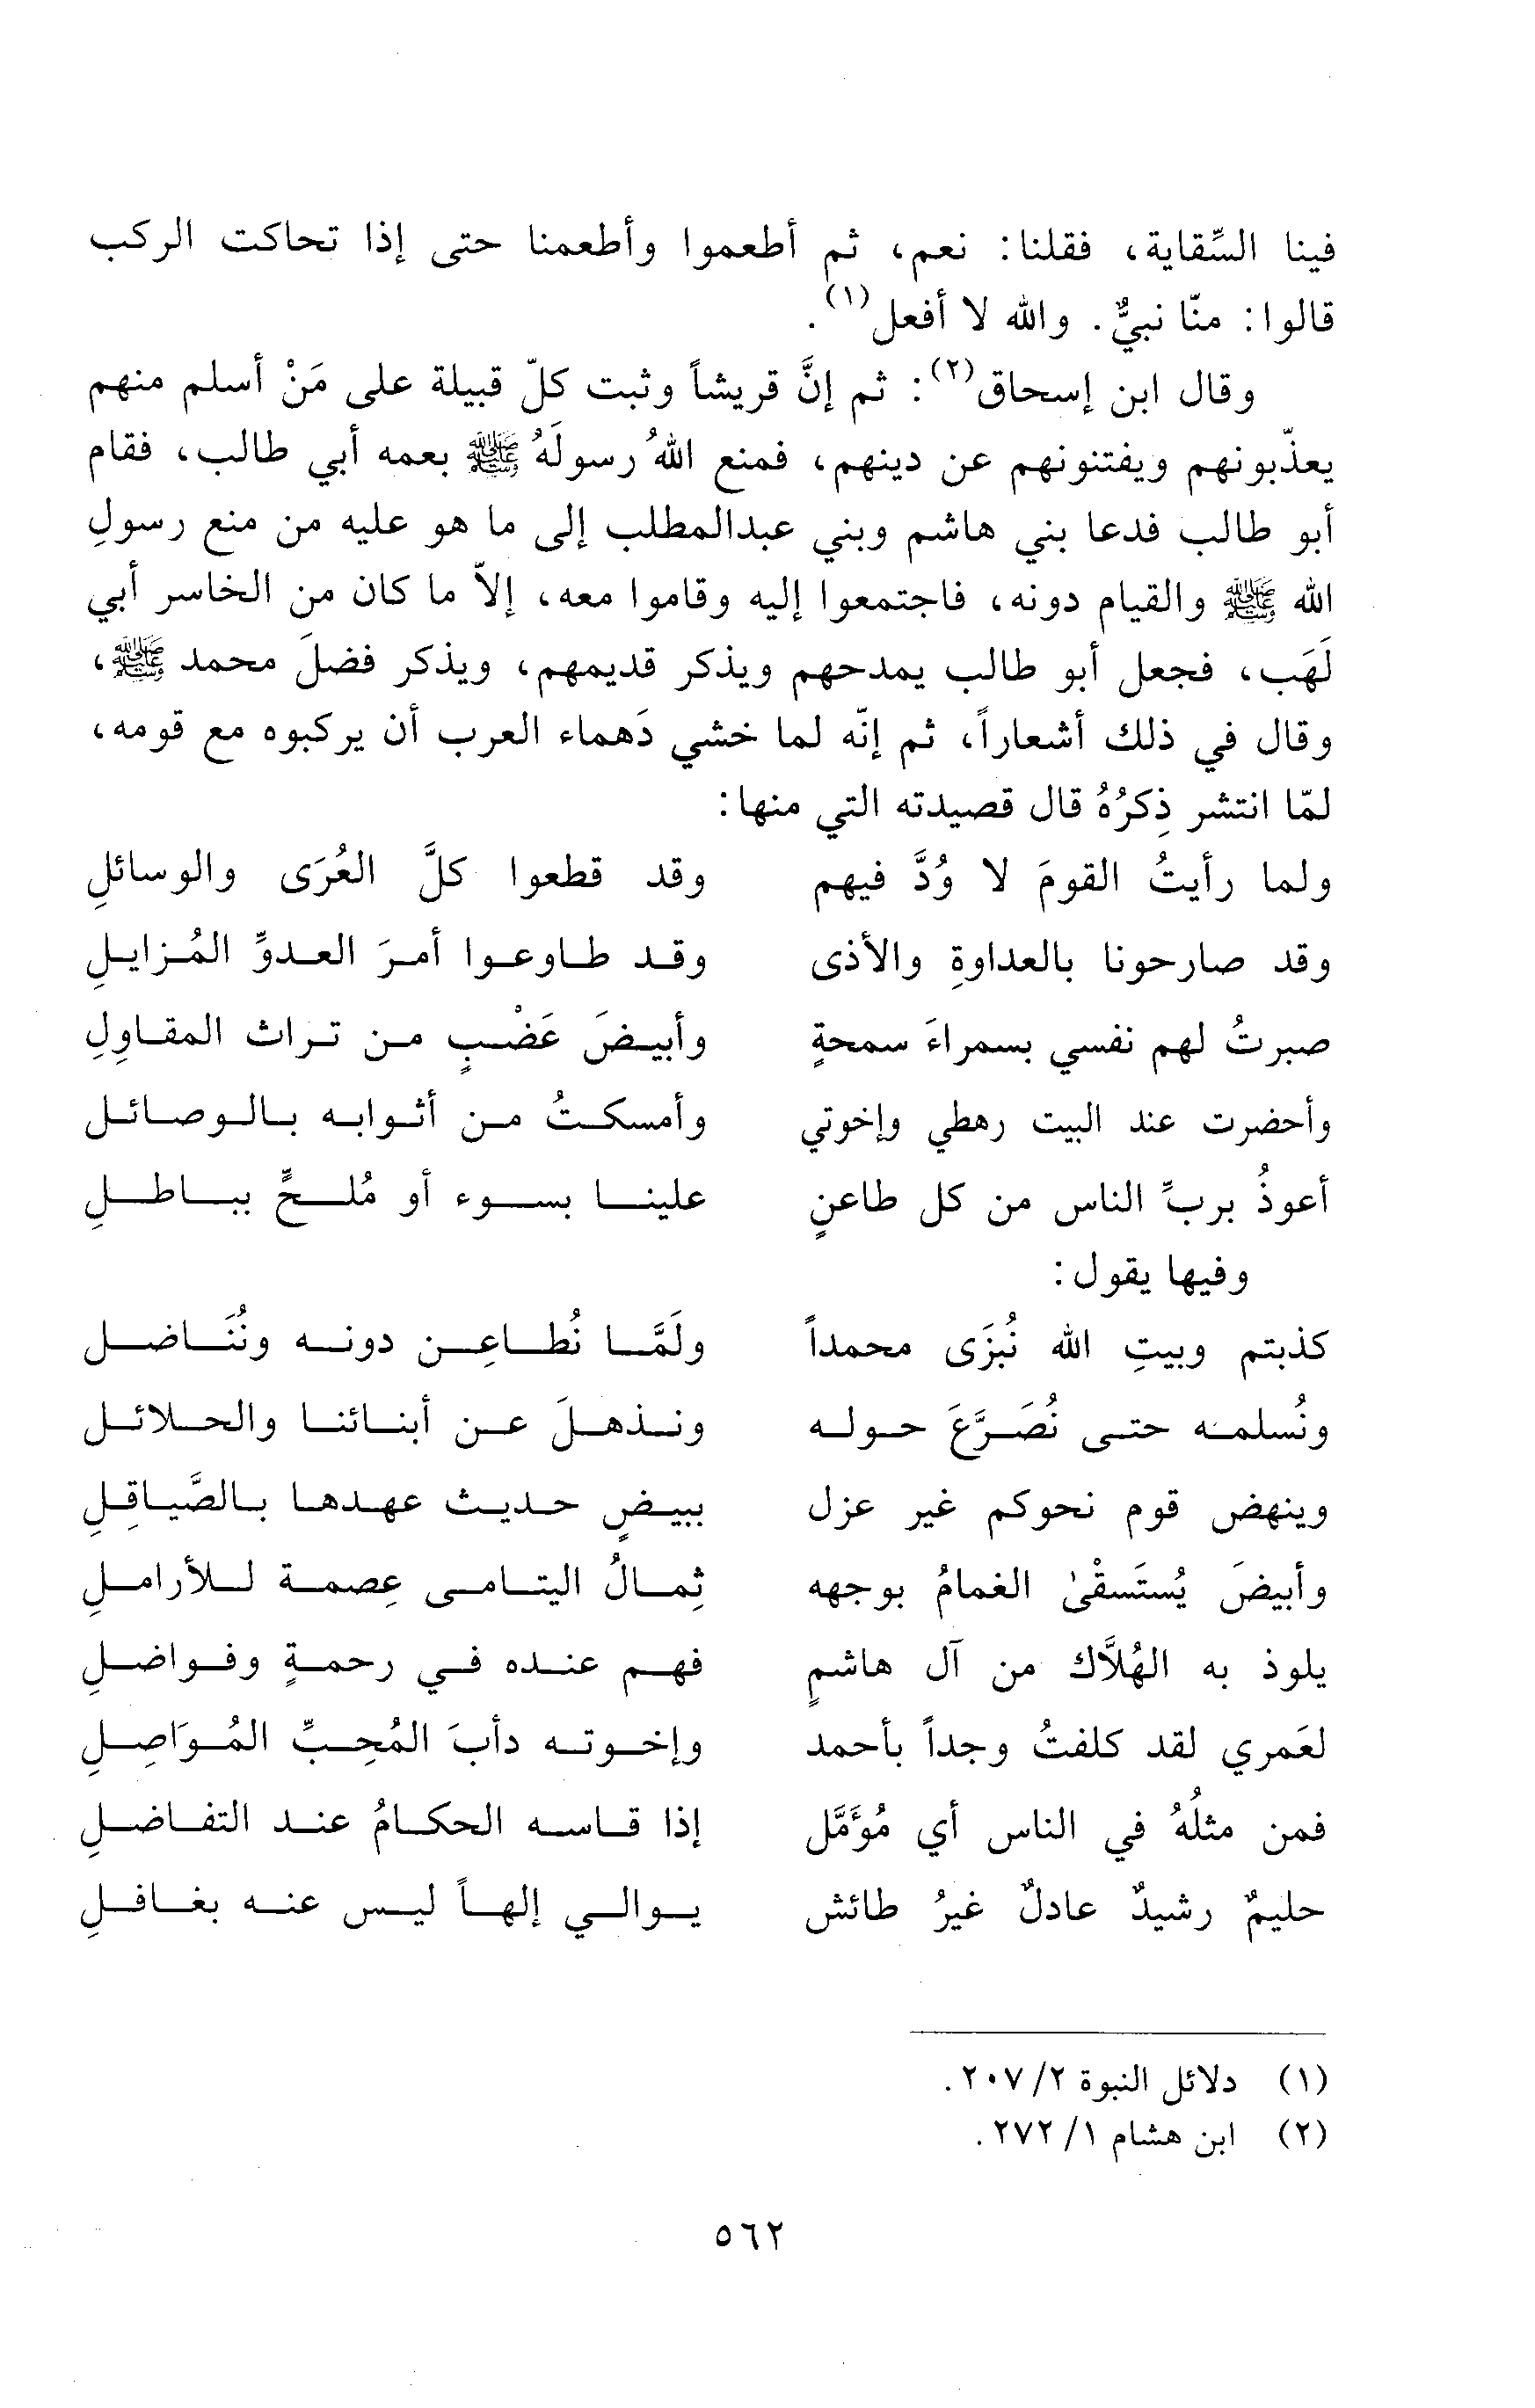 فينا السِّقاية، فقلنا: نعم، ثم أطعموا وأطعمنا حتى إذا تحاكت الركب
قالوا: منّا نبيٌّ. والله لا أفعل(١).
وقال ابن إسحاق(٢): ثم إنَّ قريشاً وثبت كلّ قبيلة على مَنْ أسلم منهم
يعذّبونهم ويفتنونهم عن دينهم، فمنع اللهُ رسولَهُ ﷺ بعمه أبي طالب، فقام
أبو طالب فدعا بني هاشم وبني عبدالمطلب إلى ما هو عليه من منع رسولِ
الله ﷺ والقيام دونه، فاجتمعوا إليه وقاموا معه، إلاّ ما كان من الخاسر أبي
لَهَب، فجعل أبو طالب يمدحهم ويذكر قديمهم، ويذكر فضلَ محمد ﷺ،
وقال في ذلك أشعاراً، ثم إنّه لما خشي دَهماء العرب أن يركبوه مع قومه،
لمّا انتشر ذِكرُهُ قال قصيدته التي منها:
ولما رأيتُ القومَ لا وُدَّ فيهم وقد قطعوا كلَّ العُرَى والوسائلِ
وقد صارحونا بالعداوةِ والأذى وقد طاوعوا أمرَ العدوِّ المُزايلِ
صبرتُ لهم نفسي بسمراءَ سمحةٍ وأبيضَ عَضْبٍ من تراث المقاوِلِ
وأحضرت عند البيت رهطي وإخوتي وأمسكتُ من أثوابه بالوصائل
أعوذُ بربِّ الناس من كل طاعنٍ علينا بسوء أو مُلحٍّ بباطلِ
وفيها يقول:
كذبتم وبيتِ الله نُبزَى محمداً ولَمَّا نُطاعِن دونه ونُنَاضل
ونُسلمه حتى نُصَرَّعَ حوله ونذهلَ عن أبنائنا والحلائل
وينهض قوم نحوكم غير عزل ببيضٍ حديث عهدها بالصَّياقِلِ
وأبيضَ يُستَسقْىٰ الغمامُ بوجهه ثِمالُ اليتامى عِصمة للأراملِ
يلوذ به الهُلاَّك من آل هاشمٍ فهم عنده في رحمةٍ وفواضلِ
لعَمري لقد كلفتُ وجداً بأحمد وإخوته دأبَ المُحِبِّ المُوَاصِلِ
فمن مثلُهُ في الناس أي مُؤَمَّل إذا قاسه الحكامُ عند التفاضلِ
حليمٌ رشيدٌ عادلٌ غيرُ طائش يوالي إلهاً ليس عنه بغافلِ
(١) دلائل النبوة ٢/ ٢٠٧.
(٢) ابن هشام ١/ ٢٧٢.
٥٦٢